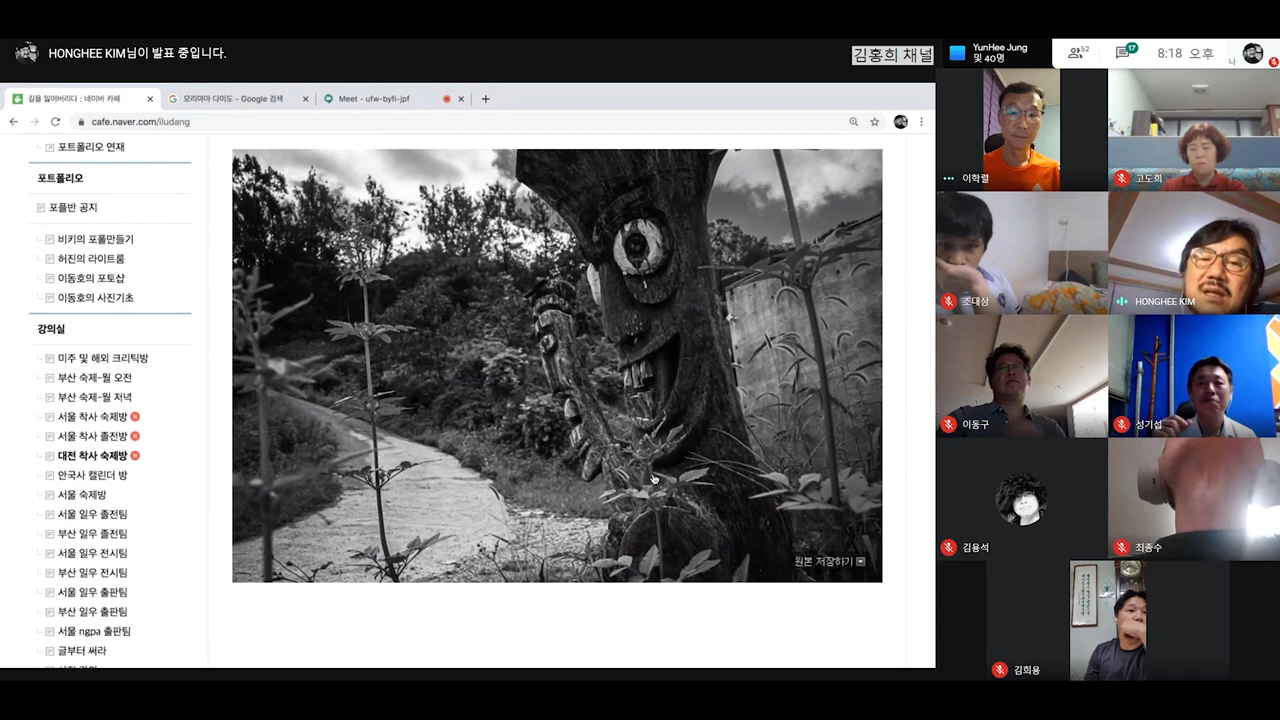 HONGHEE KIM님이 발표 중입니다.
김홍희 채널
YunHee Jung
및 40명
52
17
8:18 오후
나
길을 잃어버리다 : 네이버 카페
모리야마 다이도 - Google 검색
Meet - ufw-byfi-jpf
cafe.naver.com/iludang
포트폴리오 연재
포트폴리오
포폴반 공지
비키의 포폴만들기
허진의 라이트룸
이동호의 포토샵
이동호의 사진기초
강의실
미주 및 해외 크리틱방
부산 숙제-월 오전
부산 숙제-월 저녁
서울 착사 숙제방 N
서울 착사 졸전방 N
대전 착사 숙제방 N
안국사 캘린더 방
서울 숙제방
서울 일우 졸전팀
부산 일우 졸전팀
서울 일우 전시팀
부산 일우 전시팀
서울 일우 출판팀
부산 일우 출판팀
서울 ngpa 출판팀
글부터 써라
원본 저장하기
이학렬
고도희
조대상
HONGHEE KIM
이동구
성기섭
김용석
최종수
김희용